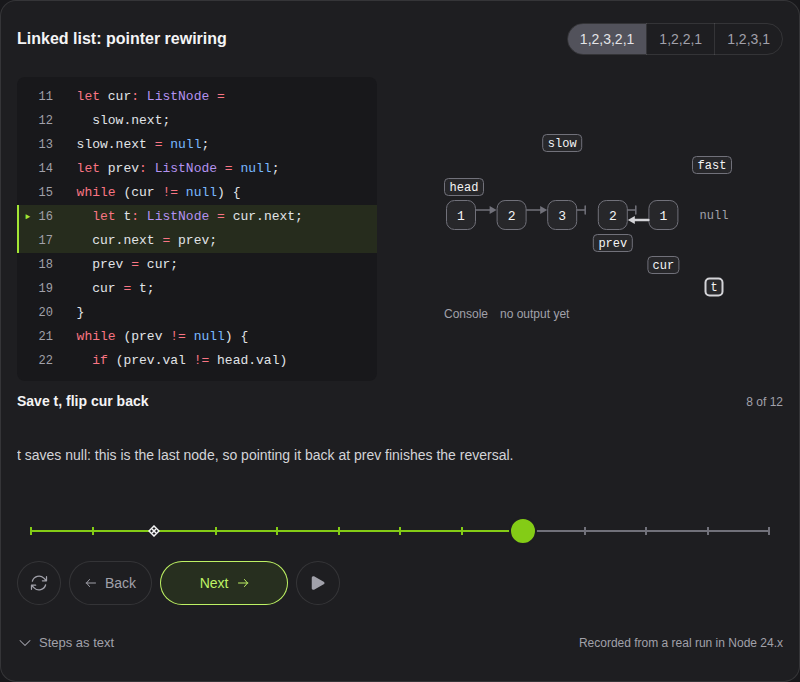 Linked list: pointer rewiring
1,2,3,2,1 1,2,2,1 1,2,3,1
11 let cur: ListNode =
12 slow.next;
13 slow.next = null;
14 let prev: ListNode = null;
15 while (cur != null) {
16 let t: ListNode = cur.next;
17 cur.next = prev;
18 prev = cur;
19 cur = t;
20 }
21 while (prev != null) {
22 if (prev.val != head.val)
slow
fast
head
1 2 3 2 1 null
prev
cur
t
Console no output yet
Save t, flip cur back 8 of 12
t saves null: this is the last node, so pointing it back at prev finishes the reversal.
Back Next
Steps as text Recorded from a real run in Node 24.x